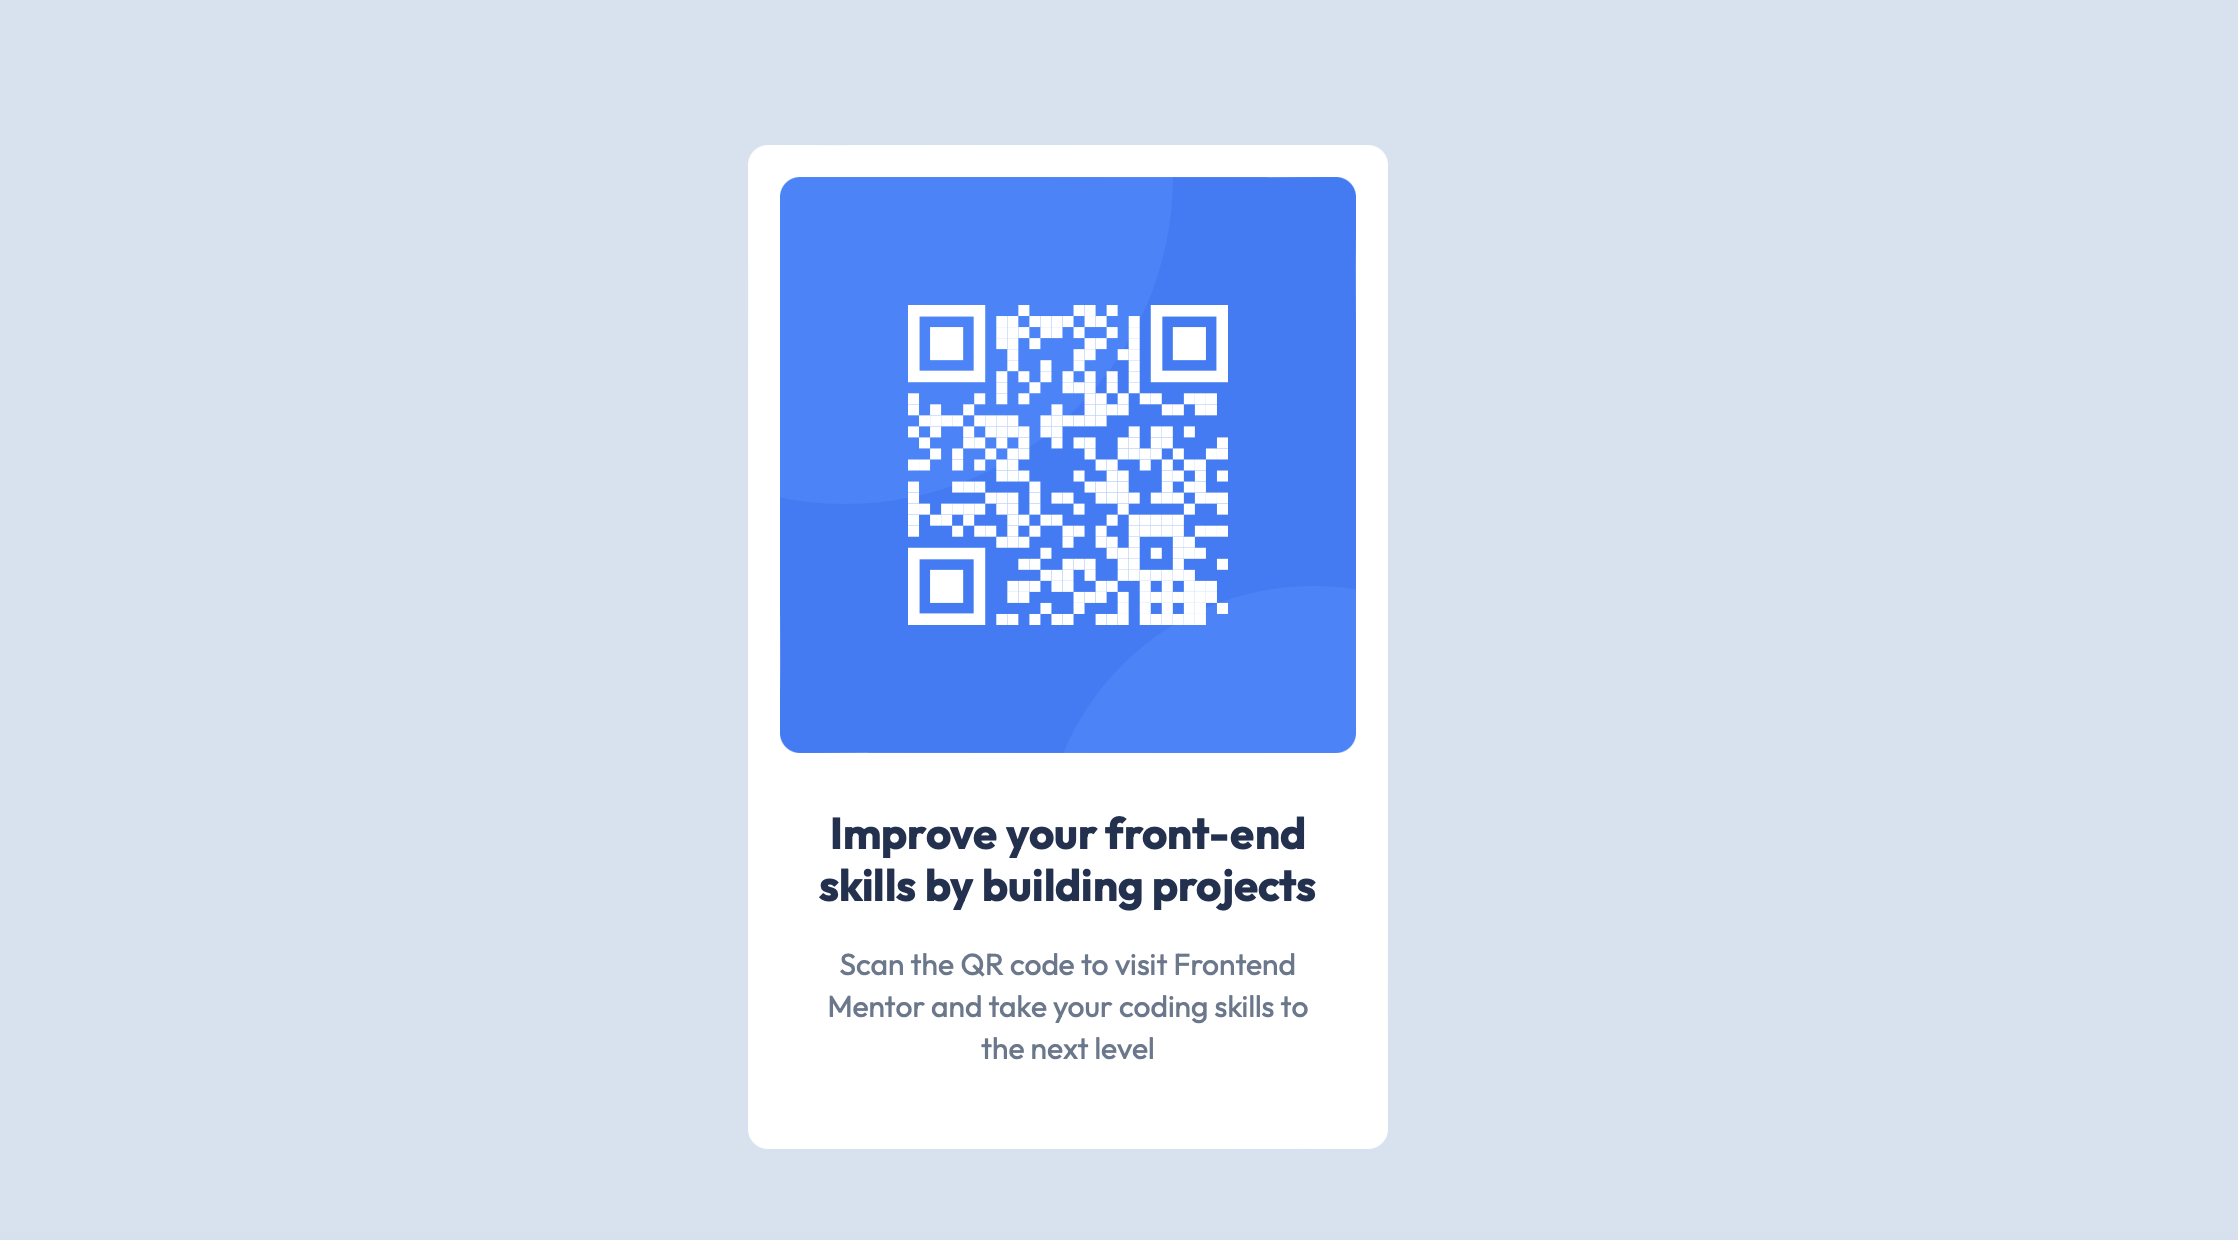 Improve your front-end
skills by building projects
Scan the QR code to visit Frontend
Mentor and take your coding skills to
the next level